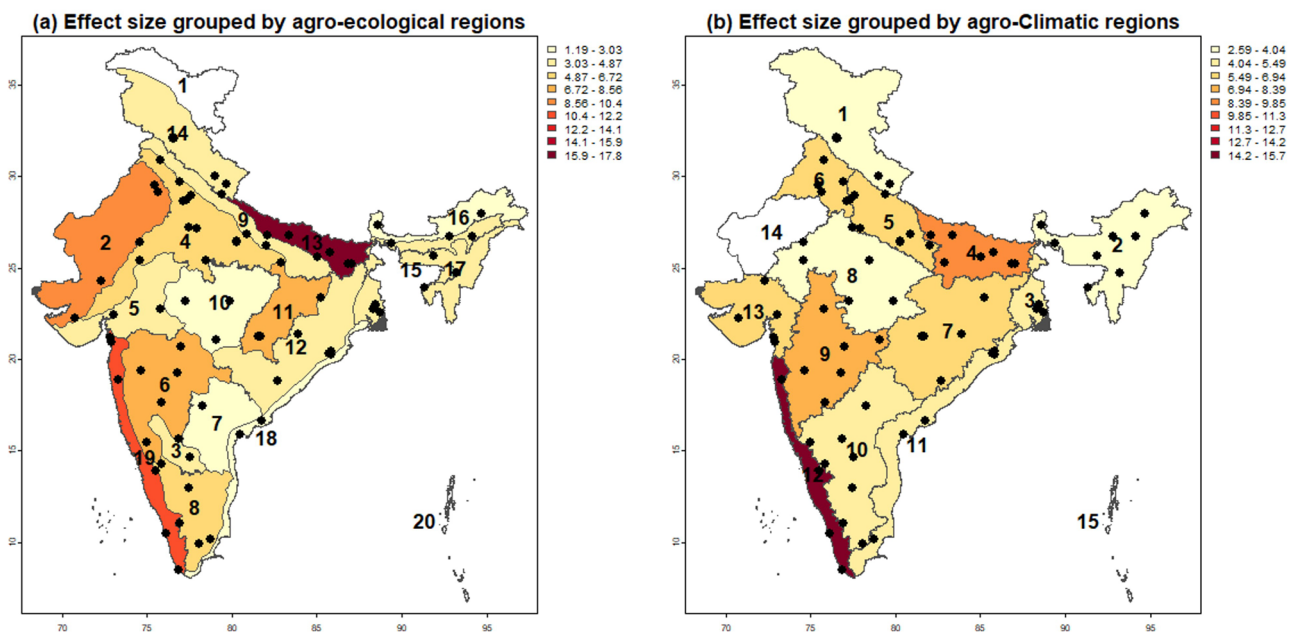 (a) Effect size grouped by agro-ecological regions
1.19 - 3.03
3.03 - 4.87
4.87 - 6.72
6.72 - 8.56
8.56 - 10.4
10.4 - 12.2
12.2 - 14.1
14.1 - 15.9
15.9 - 17.8
35
30
25
20
15
10
1
14
16
9
2
4
13
15
17
10
5
11
12
6
7
18
3
19
8
20
70
75
80
85
90
95
(b) Effect size grouped by agro-Climatic regions
2.59 - 4.04
4.04 - 5.49
5.49 - 6.94
6.94 - 8.39
8.39 - 9.85
9.85 - 11.3
11.3 - 12.7
12.7 - 14.2
14.2 - 15.7
35
30
25
20
15
10
1
6
5
14
4
2
8
13
3
7
9
10
11
12
15
70
75
80
85
90
95